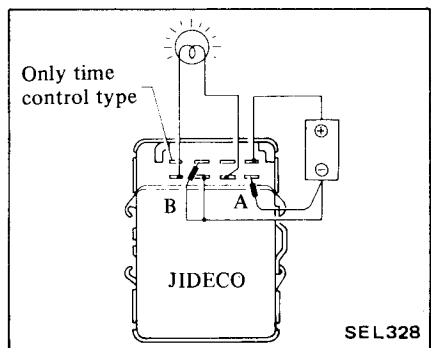 Only time
control type
+
−
B
A
JIDECO
SEL328